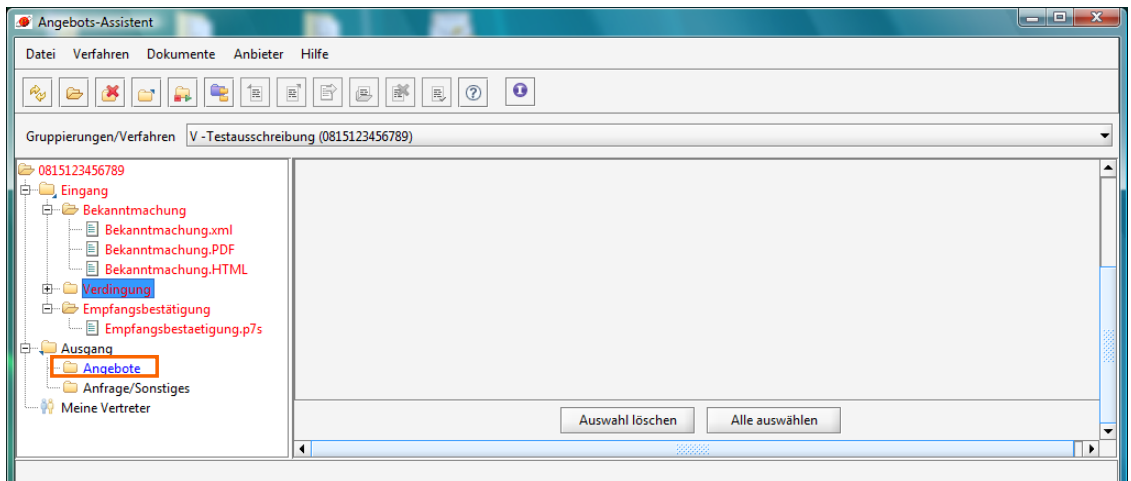 Angebots-Assistent
Datei Verfahren Dokumente Anbieter Hilfe
Gruppierungen/Verfahren V -Testausschreibung (0815123456789)
0815123456789
Eingang
Bekanntmachung
Bekanntmachung.xml
Bekanntmachung.PDF
Bekanntmachung.HTML
Verdingung
Empfangsbestätigung
Empfangsbestaetigung.p7s
Ausgang
Angebote
Anfrage/Sonstiges
Meine Vertreter
Auswahl löschen Alle auswählen